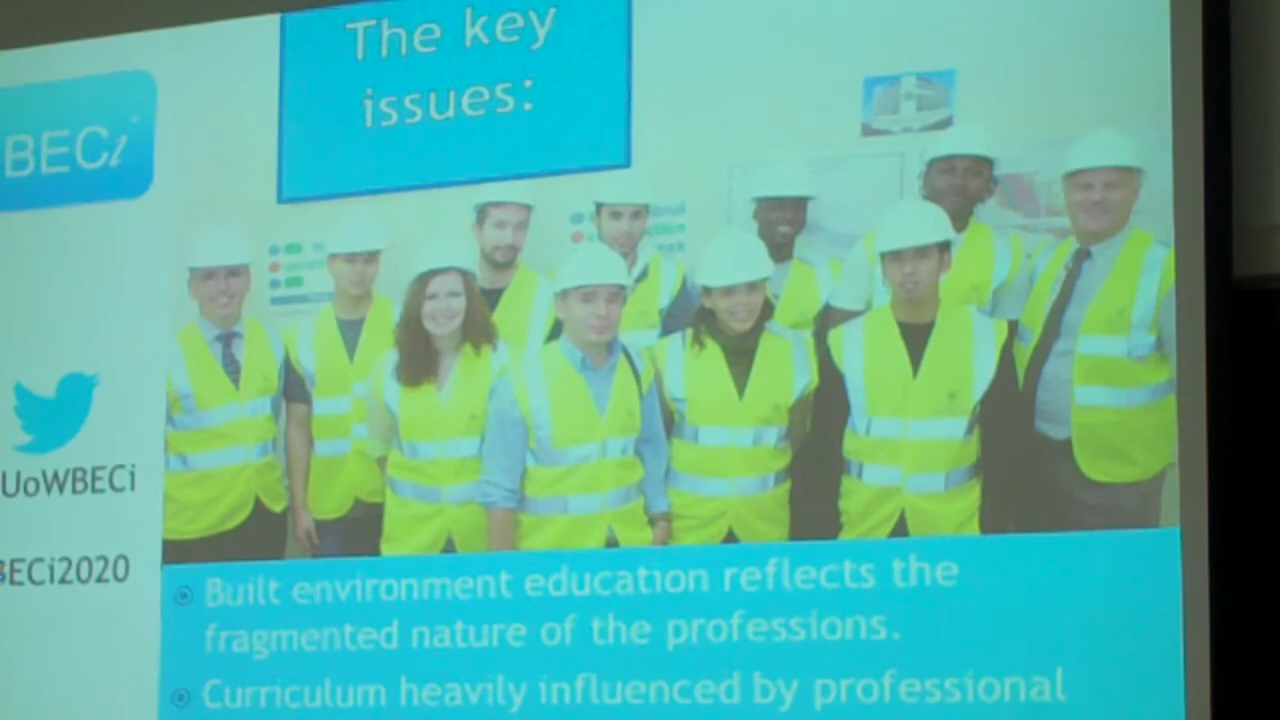 The key
issues:
BECi
UoWBECi
BECi2020
Built environment education reflects the
fragmented nature of the professions.
Curriculum heavily influenced by professional